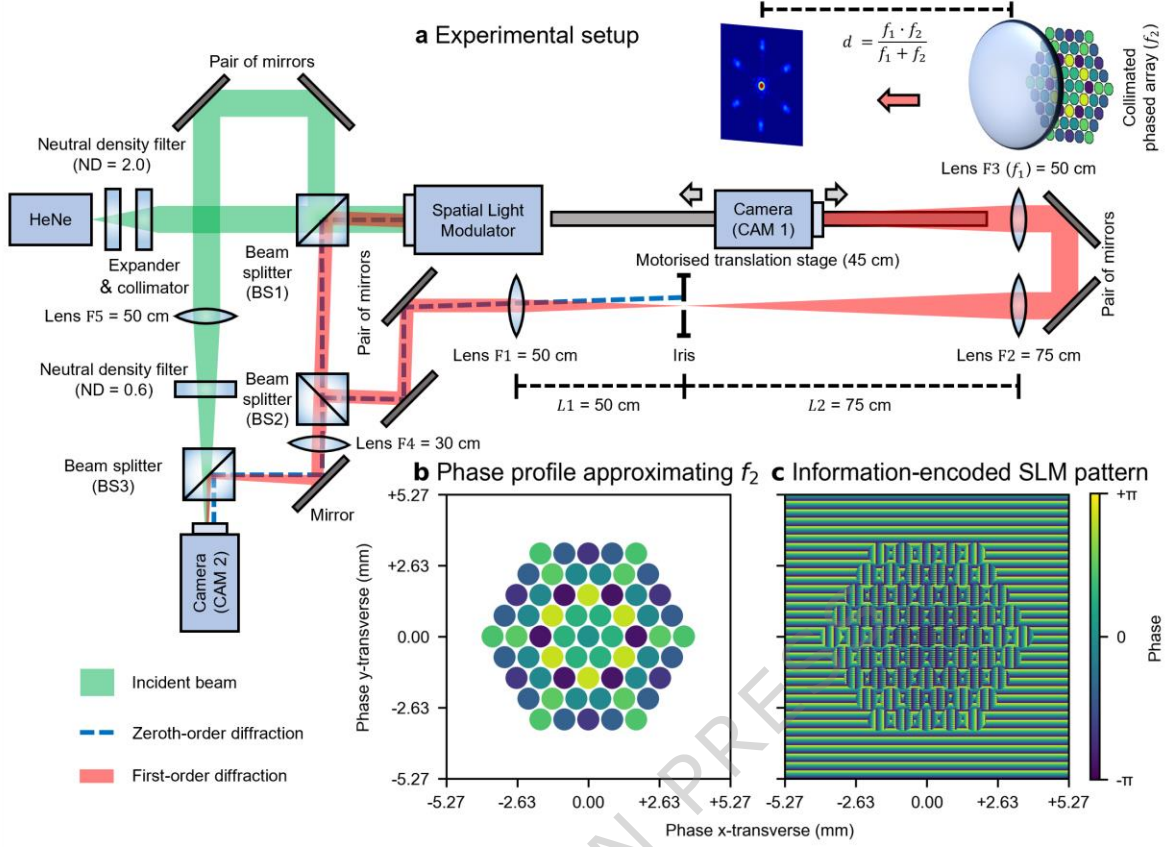 a Experimental setup
d = f₁ · f₂ / f₁ + f₂
Collimated
phased array (f₂)
Pair of mirrors
Neutral density filter
(ND = 2.0)
Lens F3 (f₁) = 50 cm
HeNe
Spatial Light
Modulator
Camera
(CAM 1)
Expander
& collimator
Beam
splitter
(BS1)
Pair of mirrors
Motorised translation stage (45 cm)
Pair of mirrors
Lens F5 = 50 cm
Lens F1 = 50 cm
Iris
Lens F2 = 75 cm
Neutral density filter
(ND = 0.6)
Beam
splitter
(BS2)
L1 = 50 cm
L2 = 75 cm
Lens F4 = 30 cm
Beam splitter
(BS3)
Mirror
Camera
(CAM 2)
b Phase profile approximating f₂
c Information-encoded SLM pattern
+5.27
+2.63
0.00
-2.63
-5.27
Phase y-transverse (mm)
-5.27
-2.63
0.00
+2.63
+5.27
-5.27
-2.63
0.00
+2.63
+5.27
Phase x-transverse (mm)
+π
0
-π
Phase
Incident beam
Zeroth-order diffraction
First-order diffraction
N PRES